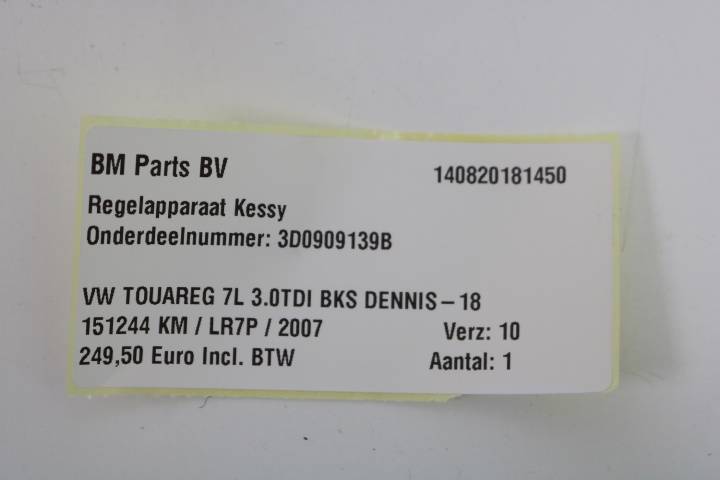 BM Parts BV 140820181450
Regelapparaat Kessy
Onderdeelnummer: 3D0909139B
VW TOUAREG 7L 3.0TDI BKS DENNIS-18
151244 KM / LR7P / 2007 Verz: 10
249,50 Euro Incl. BTW Aantal: 1